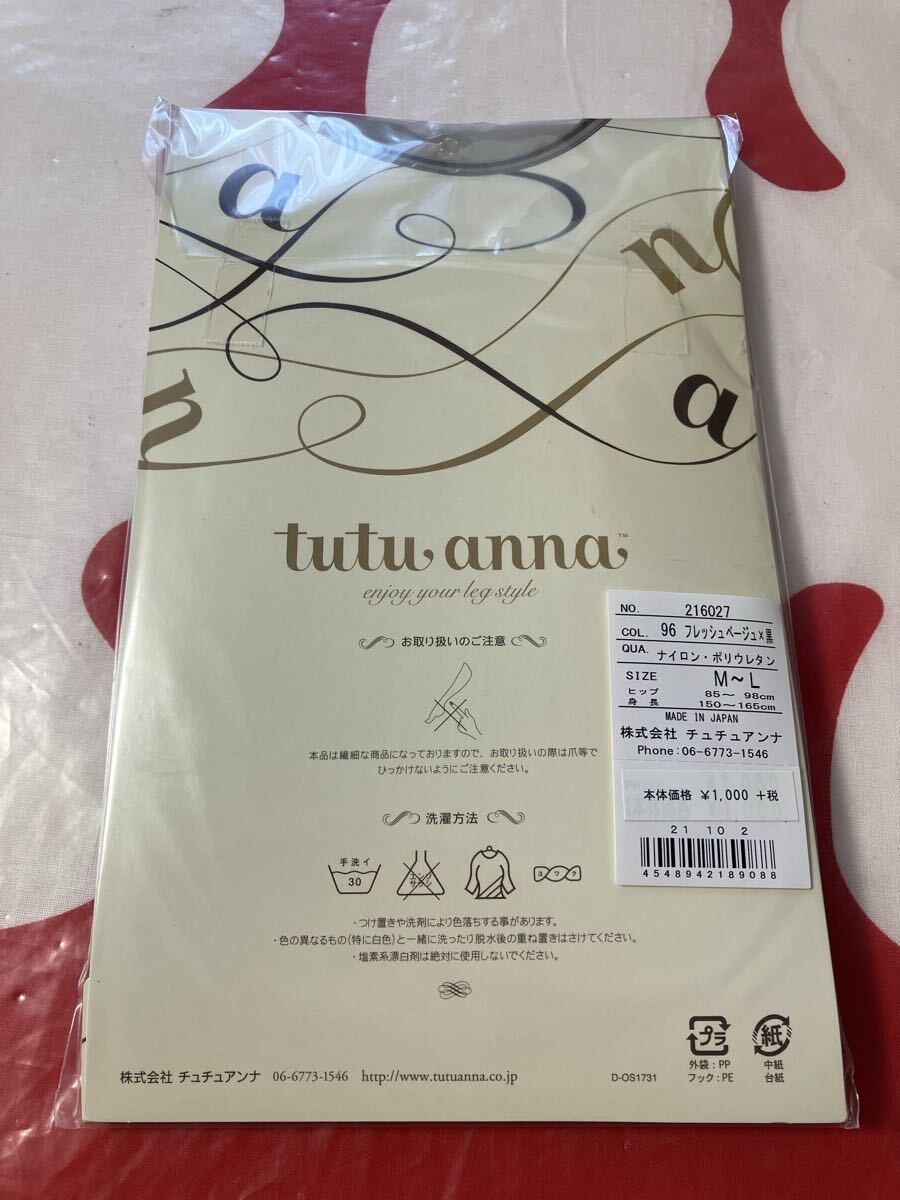 a
n
n
a
tutu anna™
enjoy your leg style
お取り扱いのご注意
本品は繊細な商品になっておりますので、お取り扱いの際は爪等で
ひっかけないようにご注意ください。
洗濯方法
手洗イ
30
エンソ
サラシ
ヨワク
・つけ置きや洗剤により色落ちする事があります。
・色の異なるもの(特に白色)と一緒に洗ったり脱水後の重ね置きはさけてください。
・塩素系漂白剤は絶対に使用しないでください。
NO. 216027
COL. 96 フレッシュベージュ×黒
QUA. ナイロン・ポリウレタン
SIZE M~L
ヒップ 85~ 98cm
身長 150~165cm
MADE IN JAPAN
株式会社 チュチュアンナ
Phone:06-6773-1546
本体価格 ¥1,000 +税
21 10 2
4548942189088
プラ
外袋:PP
フック:PE
紙
中紙
台紙
株式会社 チュチュアンナ 06-6773-1546 http://www.tutuanna.co.jp
D-OS1731